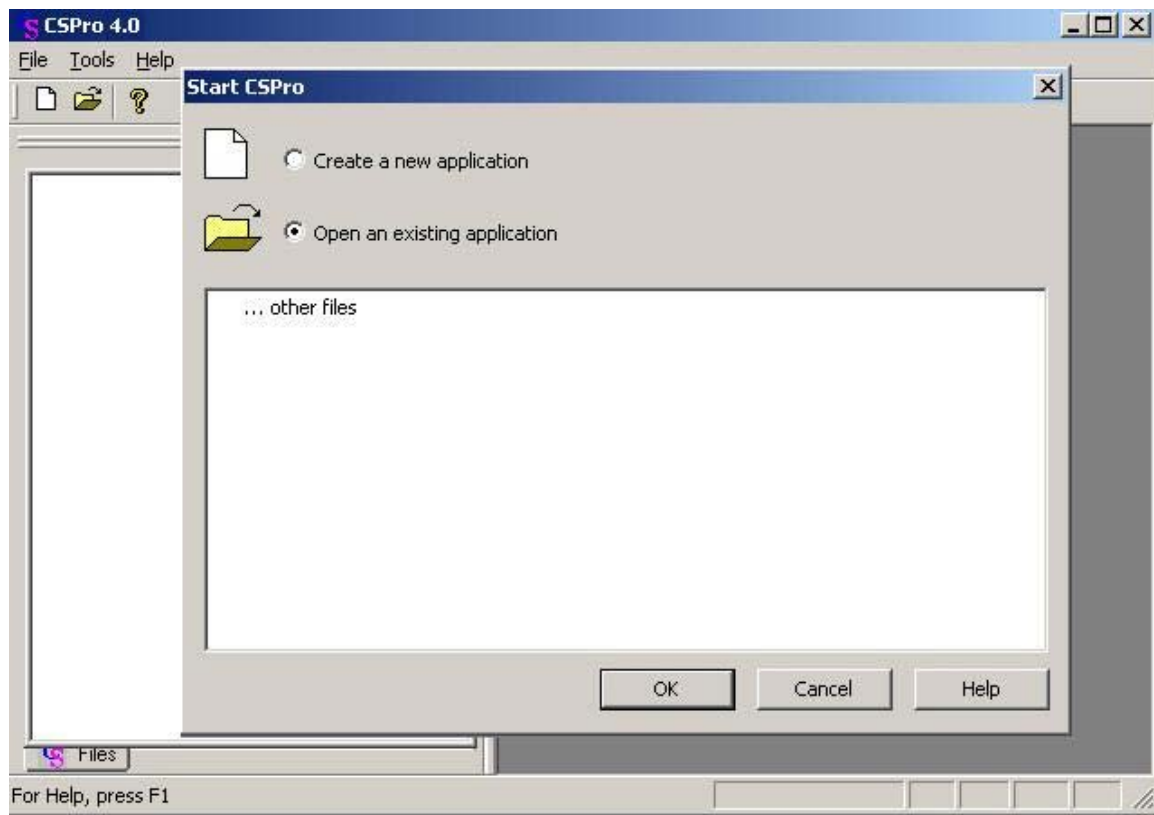 CSPro 4.0
File Tools Help
Start CSPro
Create a new application
Open an existing application
... other files
OK Cancel Help
Files
For Help, press F1